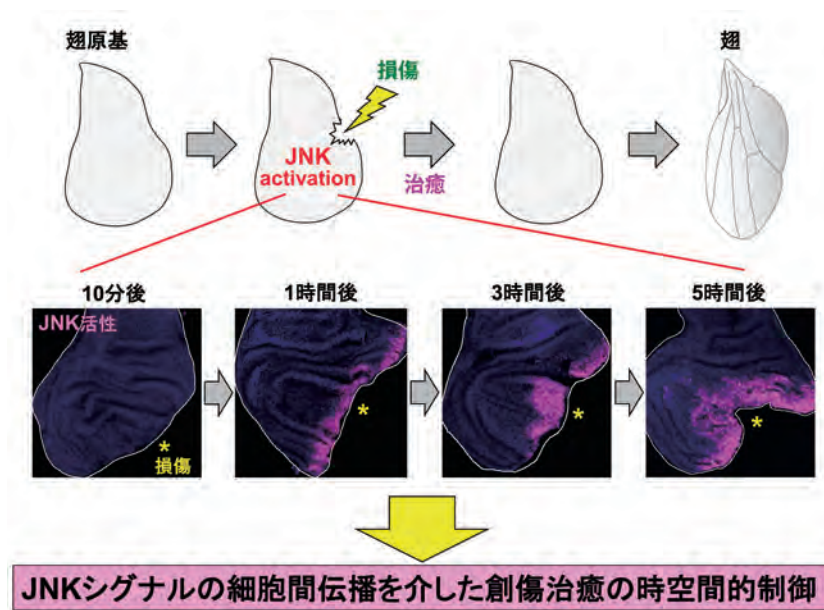 翅原基
翅
損傷
JNK
activation
治癒
10分後
1時間後
3時間後
5時間後
JNK活性
*
損傷
*
*
*
JNKシグナルの細胞間伝播を介した創傷治癒の時空間的制御